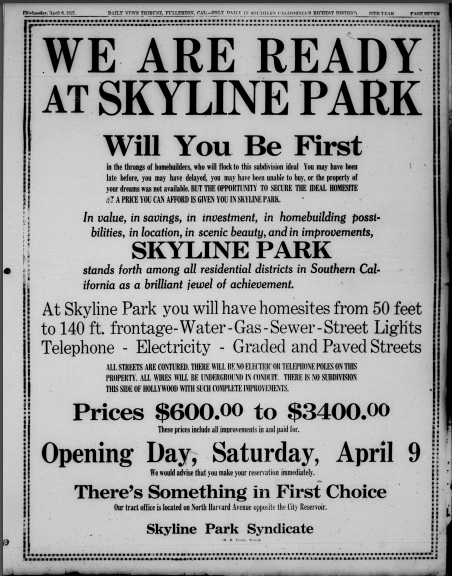 Wednesday, April 6, 1927. DAILY NEWS TRIBUNE, FULLERTON, CAL.—ONLY DAILY IN SOUTHERN CALIFORNIA'S RICHEST DISTRICT. YEAR PAGE SEVEN
WE ARE READY
AT SKYLINE PARK
Will You Be First
in the throngs of homebuilders, who will flock to this subdivision ideal You may have been
late before, you may have delayed, you may have been unable to buy, or the property of
your dreams was not available. BUT THE OPPORTUNITY TO SECURE THE IDEAL HOMESITE
AT A PRICE YOU CAN AFFORD IS GIVEN YOU IN SKYLINE PARK.
In value, in savings, in investment, in homebuilding possi-
bilities, in location, in scenic beauty, and in improvements,
SKYLINE PARK
stands forth among all residential districts in Southern Cal-
ifornia as a brilliant jewel of achievement.
At Skyline Park you will have homesites from 50 feet
to 140 ft. frontage-Water-Gas-Sewer-Street Lights
Telephone - Electricity - Graded and Paved Streets
ALL STREETS ARE CONTURED. THERE WILL BE NO ELECTRIC OR TELEPHONE POLES ON THIS
PROPERTY. ALL WIRES WILL BE UNDERGROUND IN CONDUIT. THERE IS NO SUBDIVISION
THIS SIDE OF HOLLYWOOD WITH SUCH COMPLETE IMPROVEMENTS.
Prices $600.00 to $3400.00
These prices include all improvements in and paid for.
Opening Day, Saturday, April 9
We would advise that you make your reservation immediately.
There's Something in First Choice
Our tract office is located on North Harvard Avenue opposite the City Reservoir.
Skyline Park Syndicate